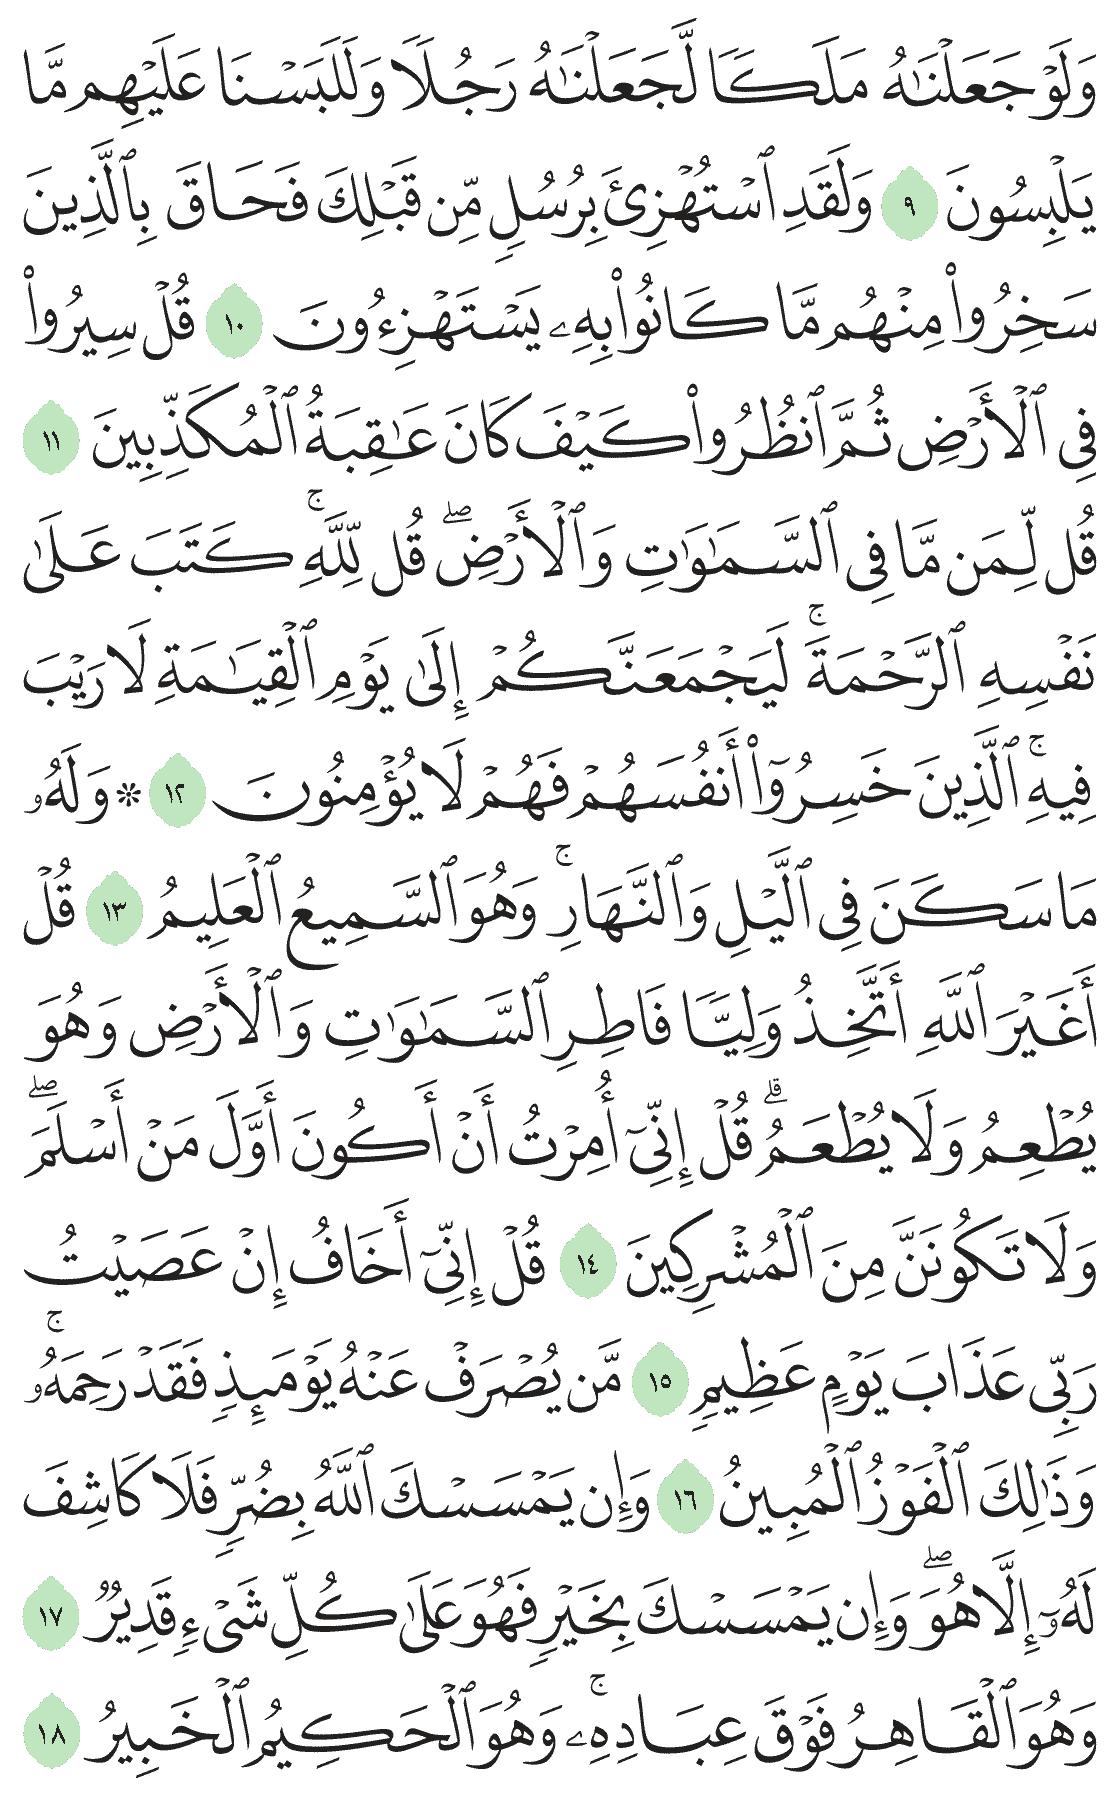 وَلَوْ جَعَلْنَٰهُ مَلَكًا لَّجَعَلْنَٰهُ رَجُلًا وَلَلَبَسْنَا عَلَيْهِم مَّا
يَلْبِسُونَ ٩ وَلَقَدِ ٱسْتُهْزِئَ بِرُسُلٍ مِّن قَبْلِكَ فَحَاقَ بِٱلَّذِينَ
سَخِرُوا۟ مِنْهُم مَّا كَانُوا۟ بِهِۦ يَسْتَهْزِءُونَ ١٠ قُلْ سِيرُوا۟
فِى ٱلْأَرْضِ ثُمَّ ٱنظُرُوا۟ كَيْفَ كَانَ عَٰقِبَةُ ٱلْمُكَذِّبِينَ ١١
قُل لِّمَن مَّا فِى ٱلسَّمَٰوَٰتِ وَٱلْأَرْضِ ۖ قُل لِّلَّهِ ۚ كَتَبَ عَلَىٰ
نَفْسِهِ ٱلرَّحْمَةَ ۚ لَيَجْمَعَنَّكُمْ إِلَىٰ يَوْمِ ٱلْقِيَٰمَةِ لَا رَيْبَ
فِيهِ ۚ ٱلَّذِينَ خَسِرُوٓا۟ أَنفُسَهُمْ فَهُمْ لَا يُؤْمِنُونَ ١٢ ❊ وَلَهُۥ
مَا سَكَنَ فِى ٱلَّيْلِ وَٱلنَّهَارِ ۚ وَهُوَ ٱلسَّمِيعُ ٱلْعَلِيمُ ١٣ قُلْ
أَغَيْرَ ٱللَّهِ أَتَّخِذُ وَلِيًّا فَاطِرِ ٱلسَّمَٰوَٰتِ وَٱلْأَرْضِ وَهُوَ
يُطْعِمُ وَلَا يُطْعَمُ ۗ قُلْ إِنِّىٓ أُمِرْتُ أَنْ أَكُونَ أَوَّلَ مَنْ أَسْلَمَ ۖ
وَلَا تَكُونَنَّ مِنَ ٱلْمُشْرِكِينَ ١٤ قُلْ إِنِّىٓ أَخَافُ إِنْ عَصَيْتُ
رَبِّى عَذَابَ يَوْمٍ عَظِيمٍ ١٥ مَّن يُصْرَفْ عَنْهُ يَوْمَئِذٍ فَقَدْ رَحِمَهُۥ ۚ
وَذَٰلِكَ ٱلْفَوْزُ ٱلْمُبِينُ ١٦ وَإِن يَمْسَسْكَ ٱللَّهُ بِضُرٍّ فَلَا كَاشِفَ
لَهُۥٓ إِلَّا هُوَ ۖ وَإِن يَمْسَسْكَ بِخَيْرٍ فَهُوَ عَلَىٰ كُلِّ شَىْءٍ قَدِيرٌ ١٧
وَهُوَ ٱلْقَاهِرُ فَوْقَ عِبَادِهِۦ ۚ وَهُوَ ٱلْحَكِيمُ ٱلْخَبِيرُ ١٨